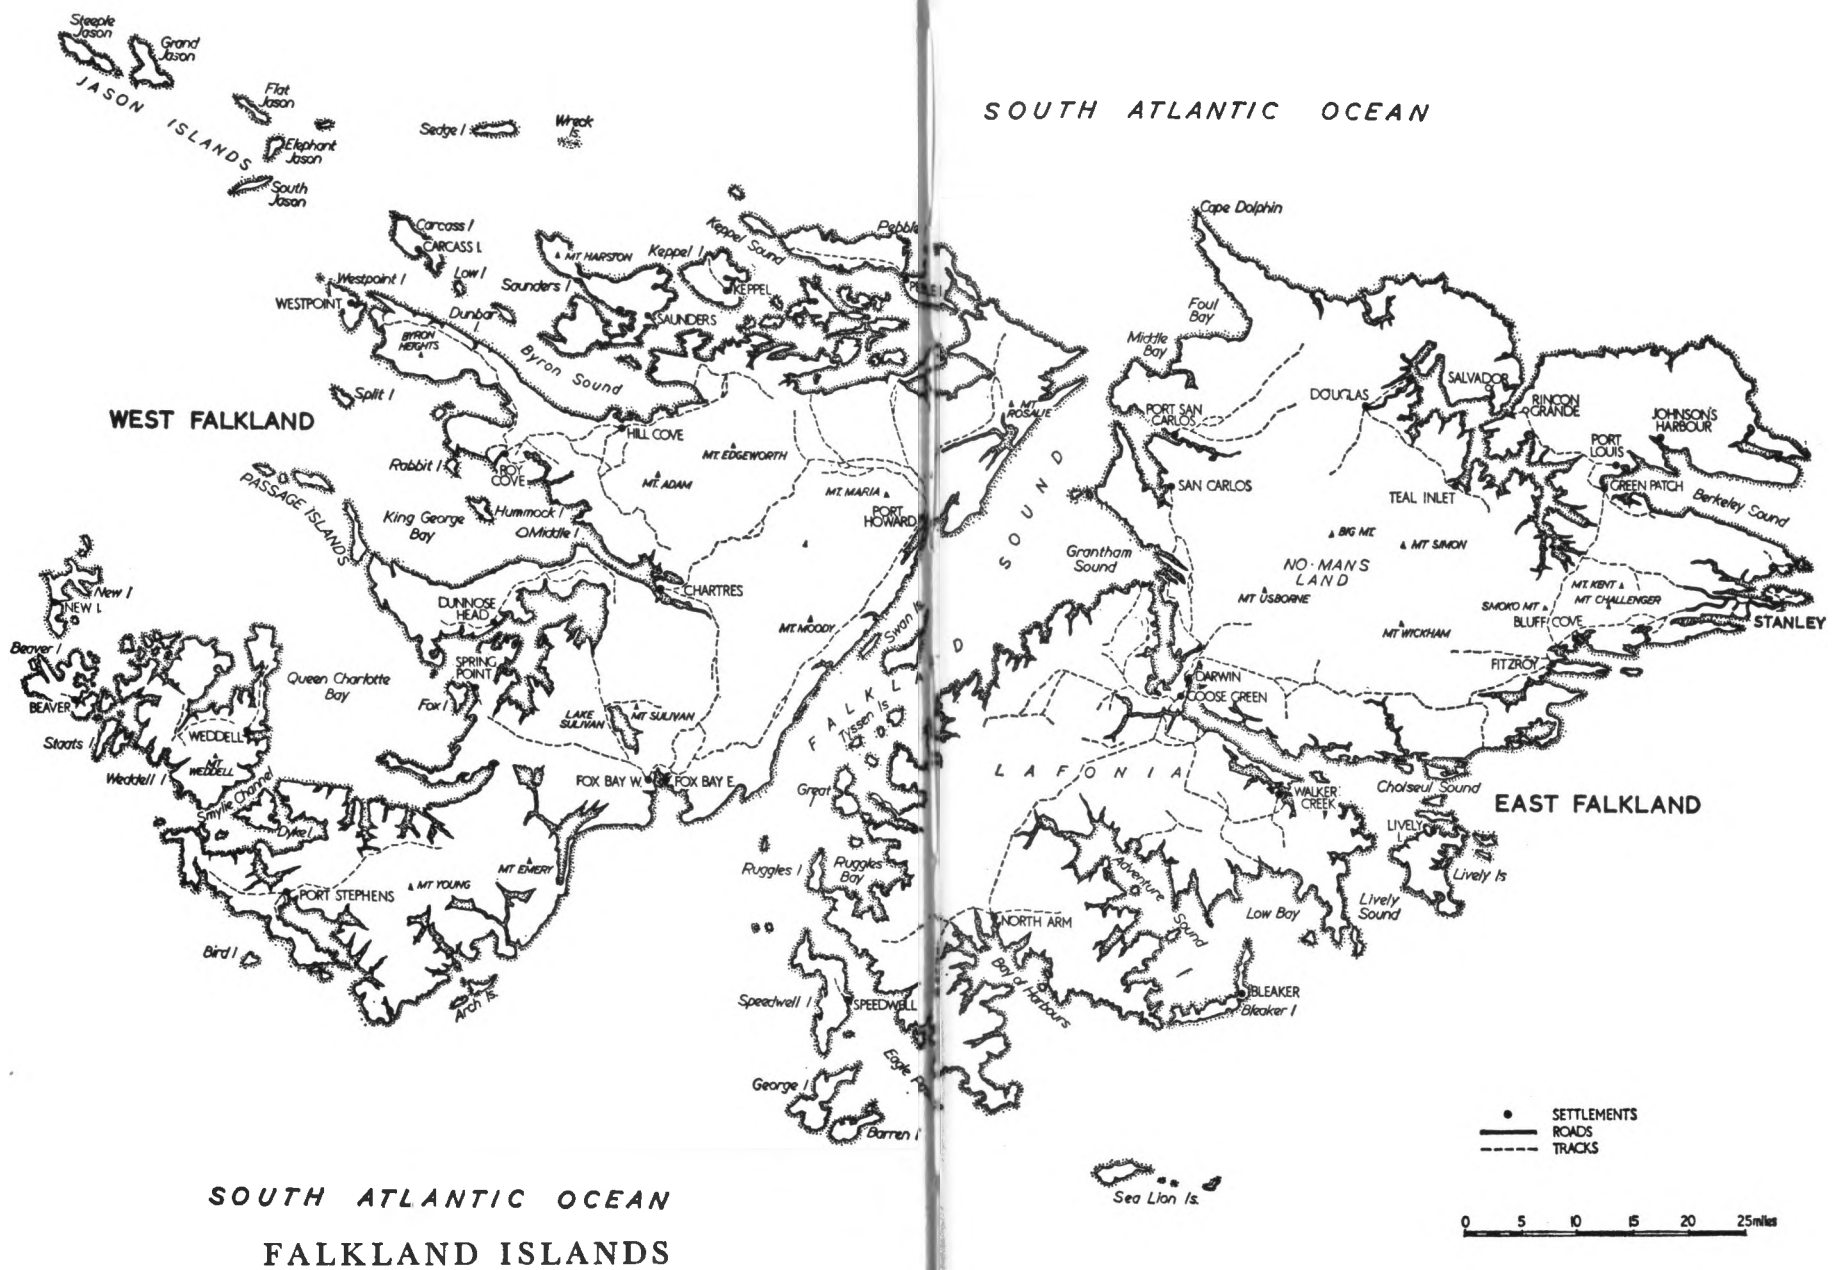 Steeple
Jason
Grand
Jason
JASON ISLANDS
Flat
Jason
Elephant
Jason
South
Jason
Sedge I
Wreck
Is.
SOUTH ATLANTIC OCEAN
Cape Dolphin
Carcass I
CARCASS I.
Low I
Westpoint I
WESTPOINT
BYRON
HEIGHTS
Dunbar
I
Byron Sound
Saunders I
SAUNDERS
MT HARSTON
Keppel I
KEPPEL
Keppel Sound
Pebble
Foul
Bay
Middle
Bay
Split I
WEST FALKLAND
HILL COVE
MT. EDGEWORTH
MT. ADAM
MT. MARIA
PORT
HOWARD
MT
ROSALIE
Rabbit I
ROY
COVE
PASSAGE ISLANDS
King George
Bay
Hummock I
Middle I
CHARTRES
DUNNOSE
HEAD
SPRING
POINT
Fox I
MT. MOODY
LAKE
SULIVAN
MT SULIVAN
FOX BAY W.
FOX BAY E
New I
NEW I.
Beaver I
BEAVER
Staats I
Weddell I
WEDDELL
MT
WEDDELL
Queen Charlotte
Bay
Smylie Channel
Dyke I
PORT STEPHENS
MT YOUNG
MT EMERY
Bird I
Arch Is.
FALKLAND SOUND
Swan Is
Tyssen Is.
Great
I
Ruggles I
Ruggles
Bay
Speedwell I
SPEEDWELL
George I
Barren I
Eagle
PORT SAN
CARLOS
SAN CARLOS
Grantham
Sound
DOUGLAS
SALVADOR
RINCON
GRANDE
JOHNSON'S
HARBOUR
PORT
LOUIS
GREEN PATCH
TEAL INLET
Berkeley Sound
BIG MT.
MT SIMON
NO·MANS
LAND
MT USBORNE
MT WICKHAM
MT. KENT
MT CHALLENGER
SMOKO MT
BLUFF COVE
STANLEY
FITZROY
DARWIN
GOOSE GREEN
LAFONIA
WALKER
CREEK
Choiseul Sound
EAST FALKLAND
LIVELY
I.
Lively Is
Lively
Sound
Low Bay
Adventure
Sound
NORTH ARM
Bay of Harbours
BLEAKER
Bleaker I
Sea Lion Is.
SETTLEMENTS
ROADS
TRACKS
0 5 10 15 20 25 miles
SOUTH ATLANTIC OCEAN
FALKLAND ISLANDS